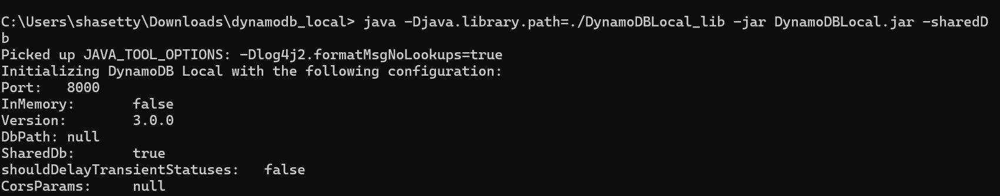 C:\Users\shasetty\Downloads\dynamodb_local> java -Djava.library.path=./DynamoDBLocal_lib -jar DynamoDBLocal.jar -sharedD
b
Picked up JAVA_TOOL_OPTIONS: -Dlog4j2.formatMsgNoLookups=true
Initializing DynamoDB Local with the following configuration:
Port:   8000
InMemory:       false
Version:        3.0.0
DbPath: null
SharedDb:       true
shouldDelayTransientStatuses:   false
CorsParams:     null